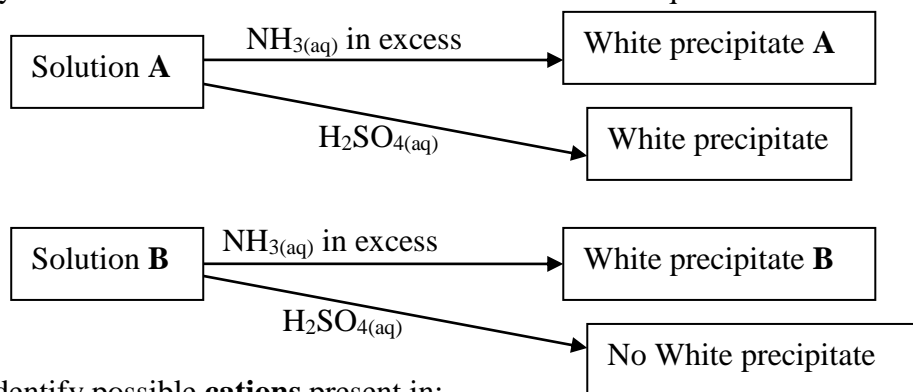 NH₃(aq) in excess
White precipitate A
Solution A
H₂SO₄(aq)
White precipitate
NH₃(aq) in excess
Solution B
White precipitate B
H₂SO₄(aq)
No White precipitate
dentify possible cations present in: